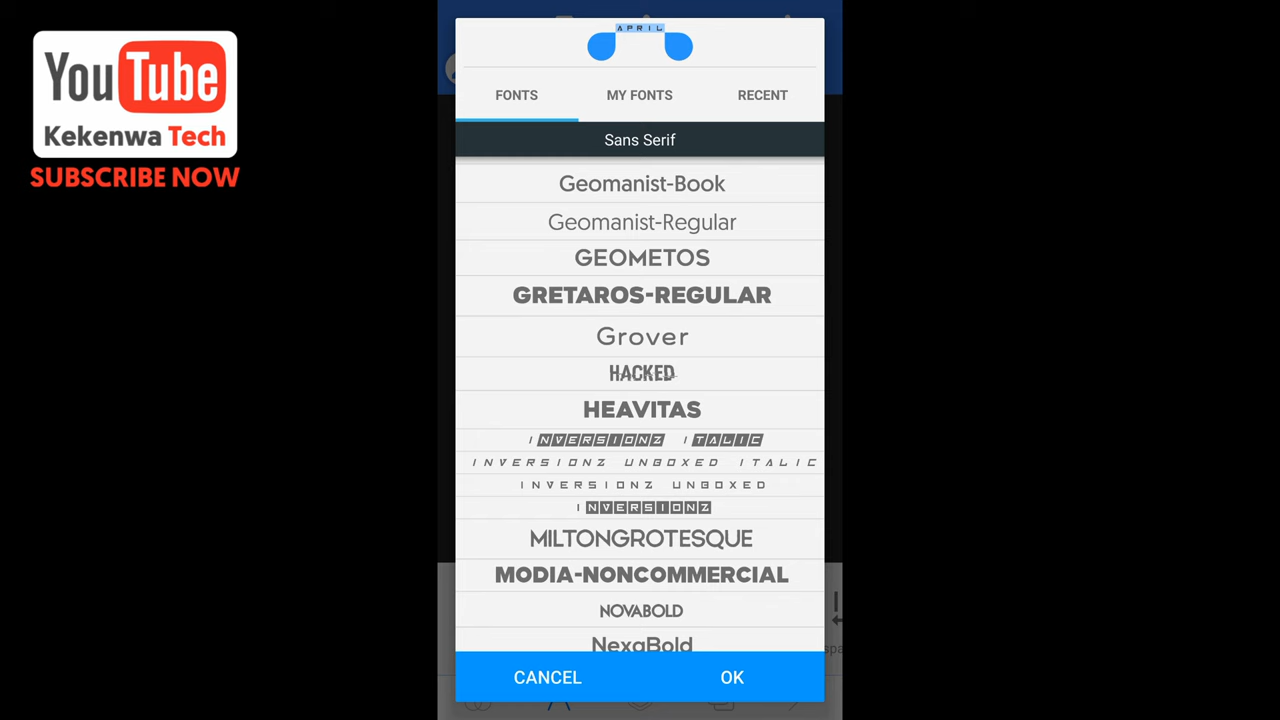 YouTube
Kekenwa Tech
SUBSCRIBE NOW
APRIL
FONTS
MY FONTS
RECENT
Sans Serif
Geomanist-Book
Geomanist-Regular
GEOMETOS
GRETAROS-REGULAR
Grover
HACKED
HEAVITAS
INVERSIONZ ITALIC
INVERSIONZ UNBOXED ITALIC
INVERSIONZ UNBOXED
INVERSIONZ
MILTONGROTESQUE
MODIA-NONCOMMERCIAL
NOVABOLD
NexaBold
CANCEL
OK